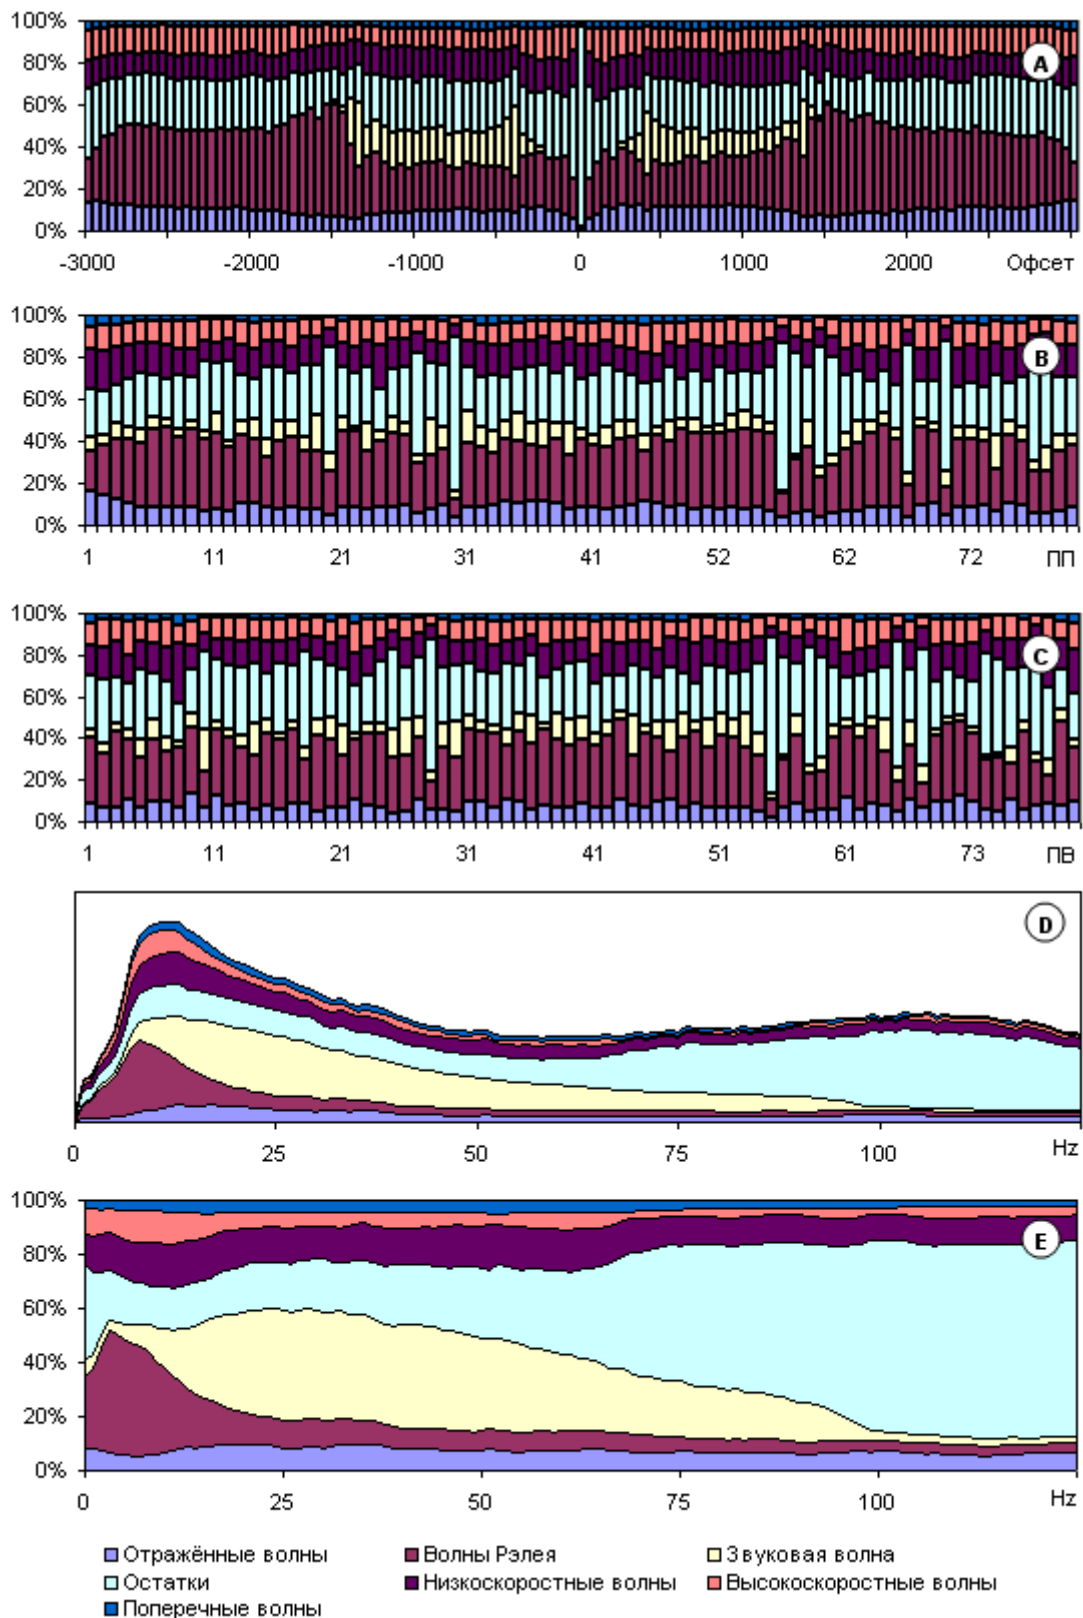 100%
80%
60%
40%
20%
0%
A
-3000 -2000 -1000 0 1000 2000 Офсет
100%
80%
60%
40%
20%
0%
B
1 11 21 31 41 52 62 72 ПП
100%
80%
60%
40%
20%
0%
C
1 11 21 31 41 51 61 73 ПВ
D
0 25 50 75 100 Hz
100%
80%
60%
40%
20%
0%
E
0 25 50 75 100 Hz
Отражённые волны Волны Рэлея Звуковая волна
Остатки Низкоскоростные волны Высокоскоростные волны
Поперечные волны